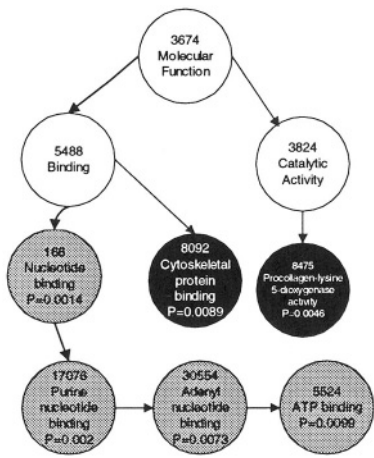 3674
Molecular
Function
5488
Binding
3824
Catalytic
Activity
166
Nucleotide
binding
P=0.0014
8092
Cytoskeletal
protein
binding
P=0.0089
8475
Procollagen-lysine
5-dioxygenase
activity
P=0.0046
17076
Purine
nucleotide
binding
P=0.002
30554
Adenyl
nucleotide
binding
P=0.0073
5524
ATP binding
P=0.0099